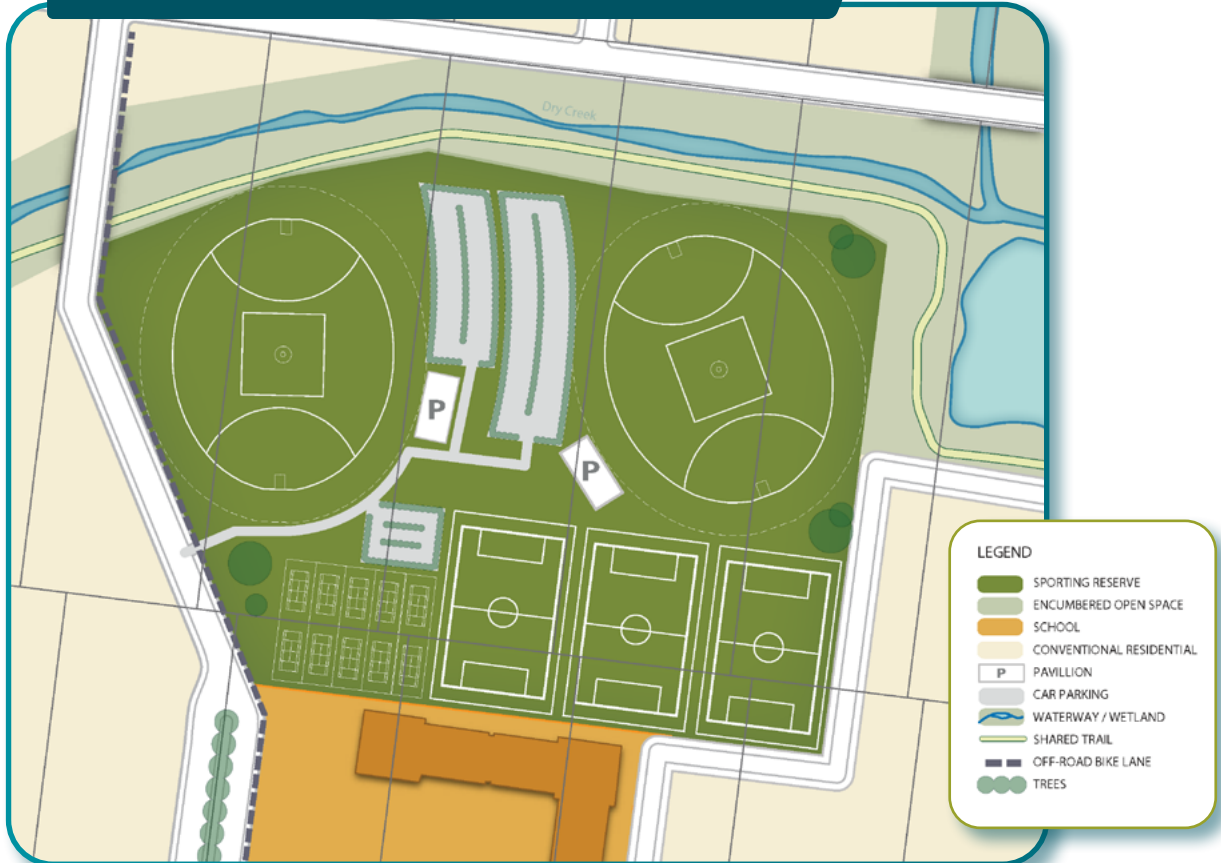 Dry Creek
P
P
LEGEND
SPORTING RESERVE
ENCUMBERED OPEN SPACE
SCHOOL
CONVENTIONAL RESIDENTIAL
P PAVILLION
CAR PARKING
WATERWAY / WETLAND
SHARED TRAIL
OFF-ROAD BIKE LANE
TREES